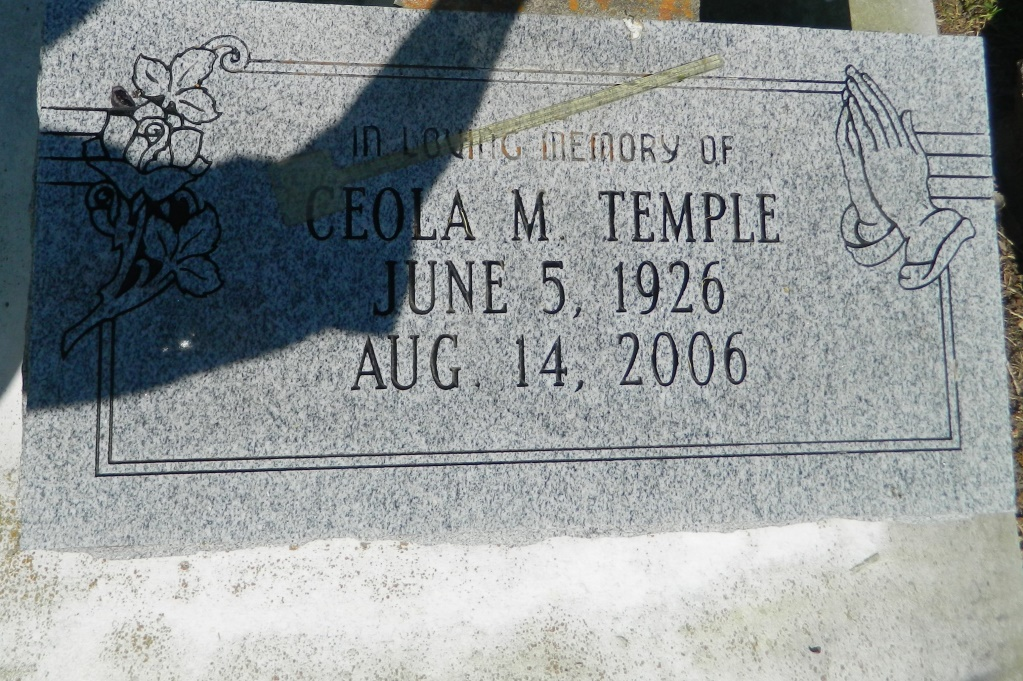 IN LOVING MEMORY OF
CEOLA M. TEMPLE
JUNE 5, 1926
AUG. 14, 2006